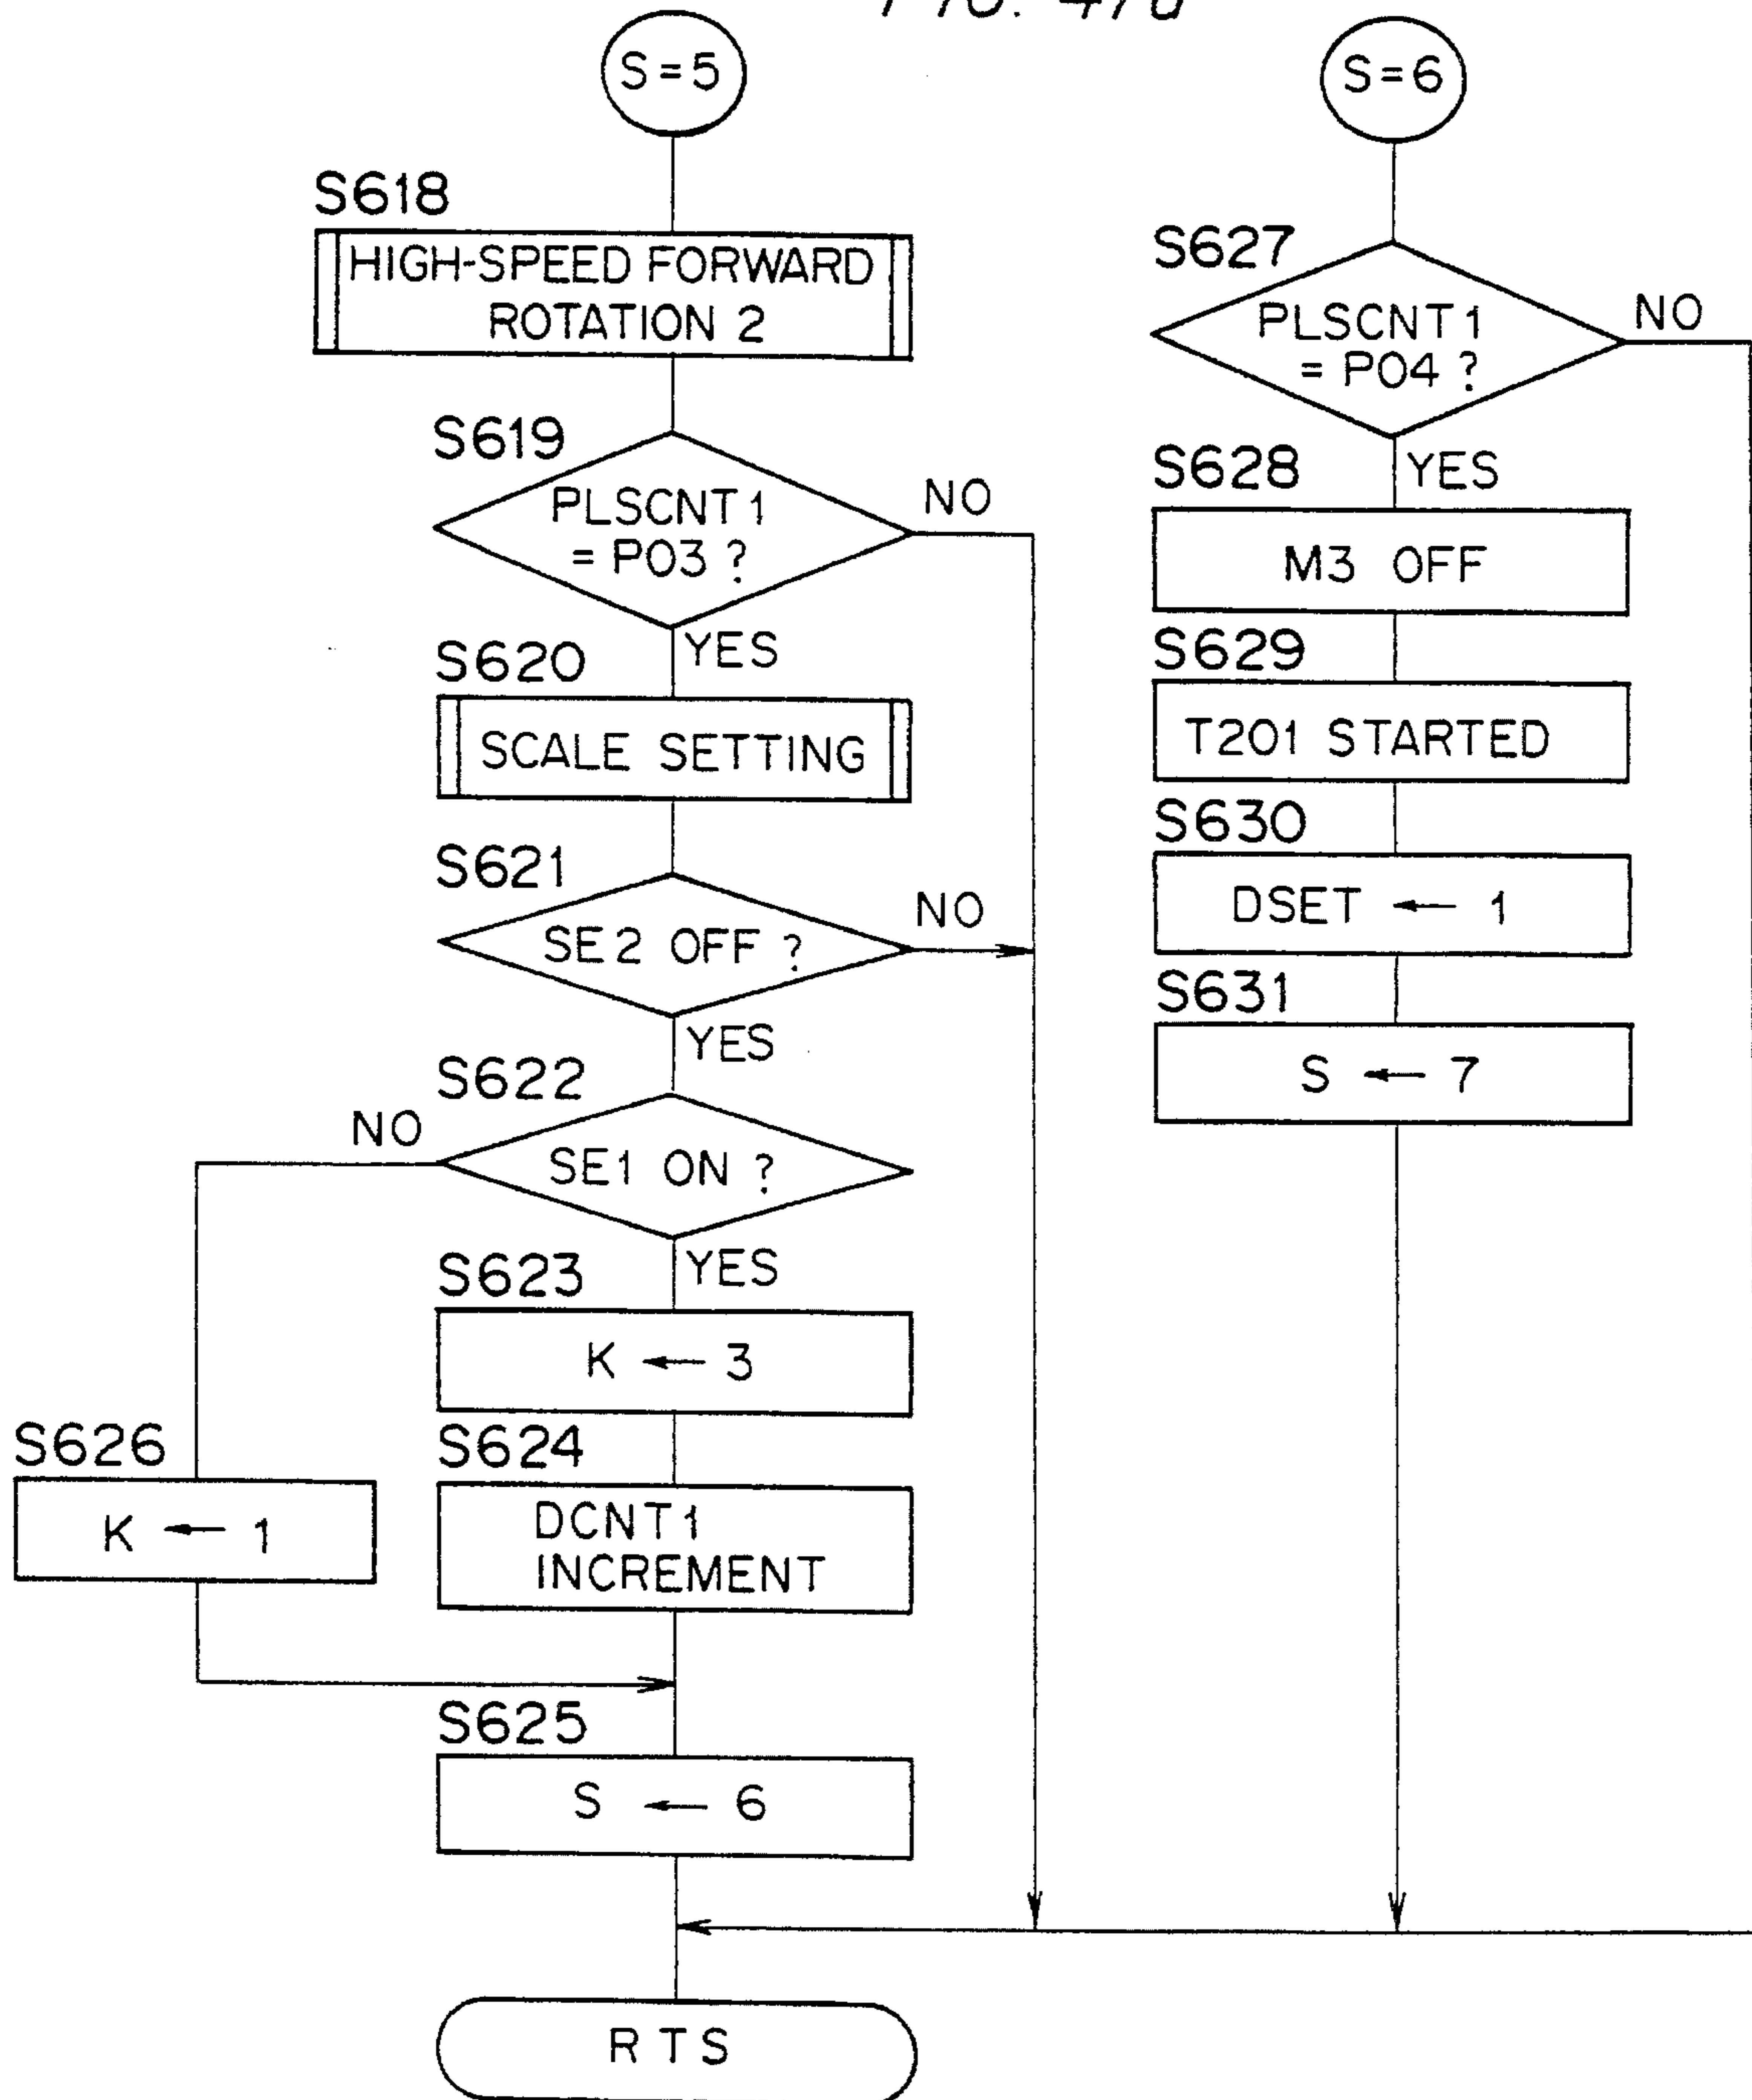 S=5
S618
HIGH-SPEED FORWARD
ROTATION 2
S619
PLSCNT1
= PO3 ?
NO
YES
S620
SCALE SETTING
S621
SE2 OFF ?
NO
YES
S622
NO
SE1 ON ?
YES
S623
K ← 3
S626
K ← 1
S624
DCNT1
INCREMENT
S625
S ← 6
RTS
S=6
S627
PLSCNT1
= PO4 ?
NO
YES
S628
M3 OFF
S629
T201 STARTED
S630
DSET ← 1
S631
S ← 7